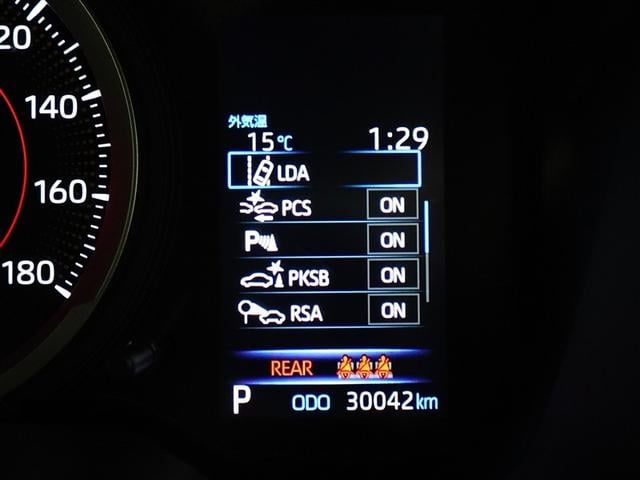 20
140
160
180
外気温
15℃ 1:29
LDA
PCS ON
P ON
PKSB ON
RSA ON
REAR
P ODO 30042km